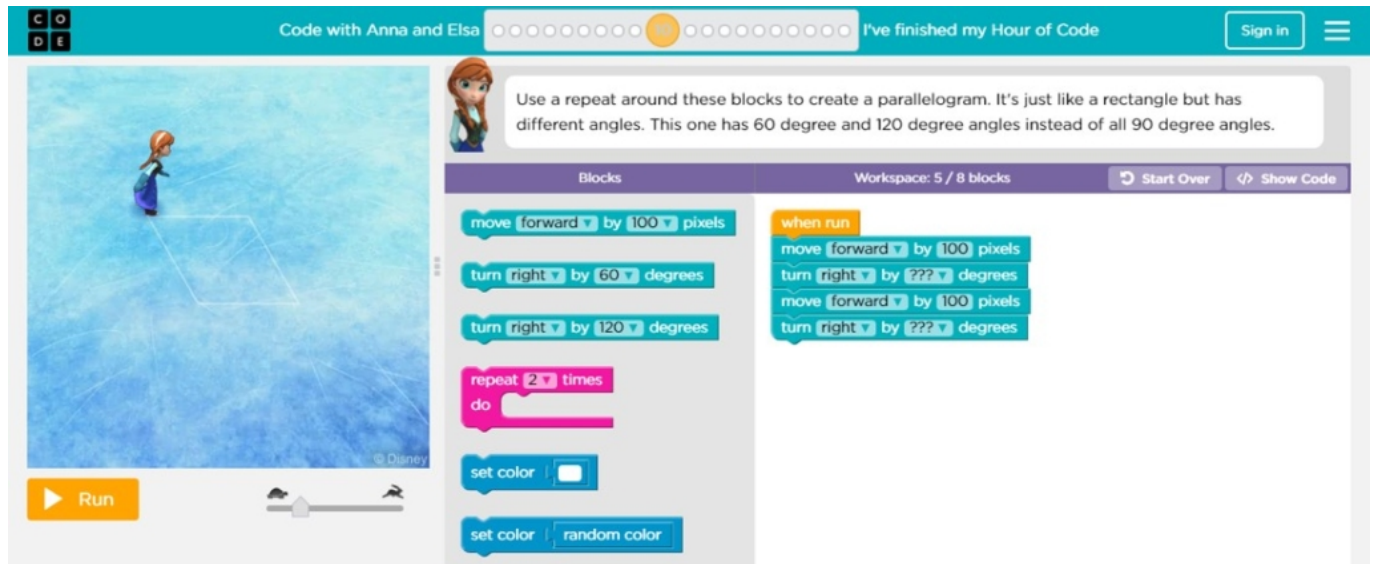 CODE
Code with Anna and Elsa
I've finished my Hour of Code
Sign in
Use a repeat around these blocks to create a parallelogram. It's just like a rectangle but has
different angles. This one has 60 degree and 120 degree angles instead of all 90 degree angles.
Blocks
Workspace: 5 / 8 blocks
Start Over
</> Show Code
move forward by 100 pixels
turn right by 60 degrees
turn right by 120 degrees
repeat 2 times
do
set color
set color random color
when run
move forward by 100 pixels
turn right by ??? degrees
move forward by 100 pixels
turn right by ??? degrees
© Disney
Run